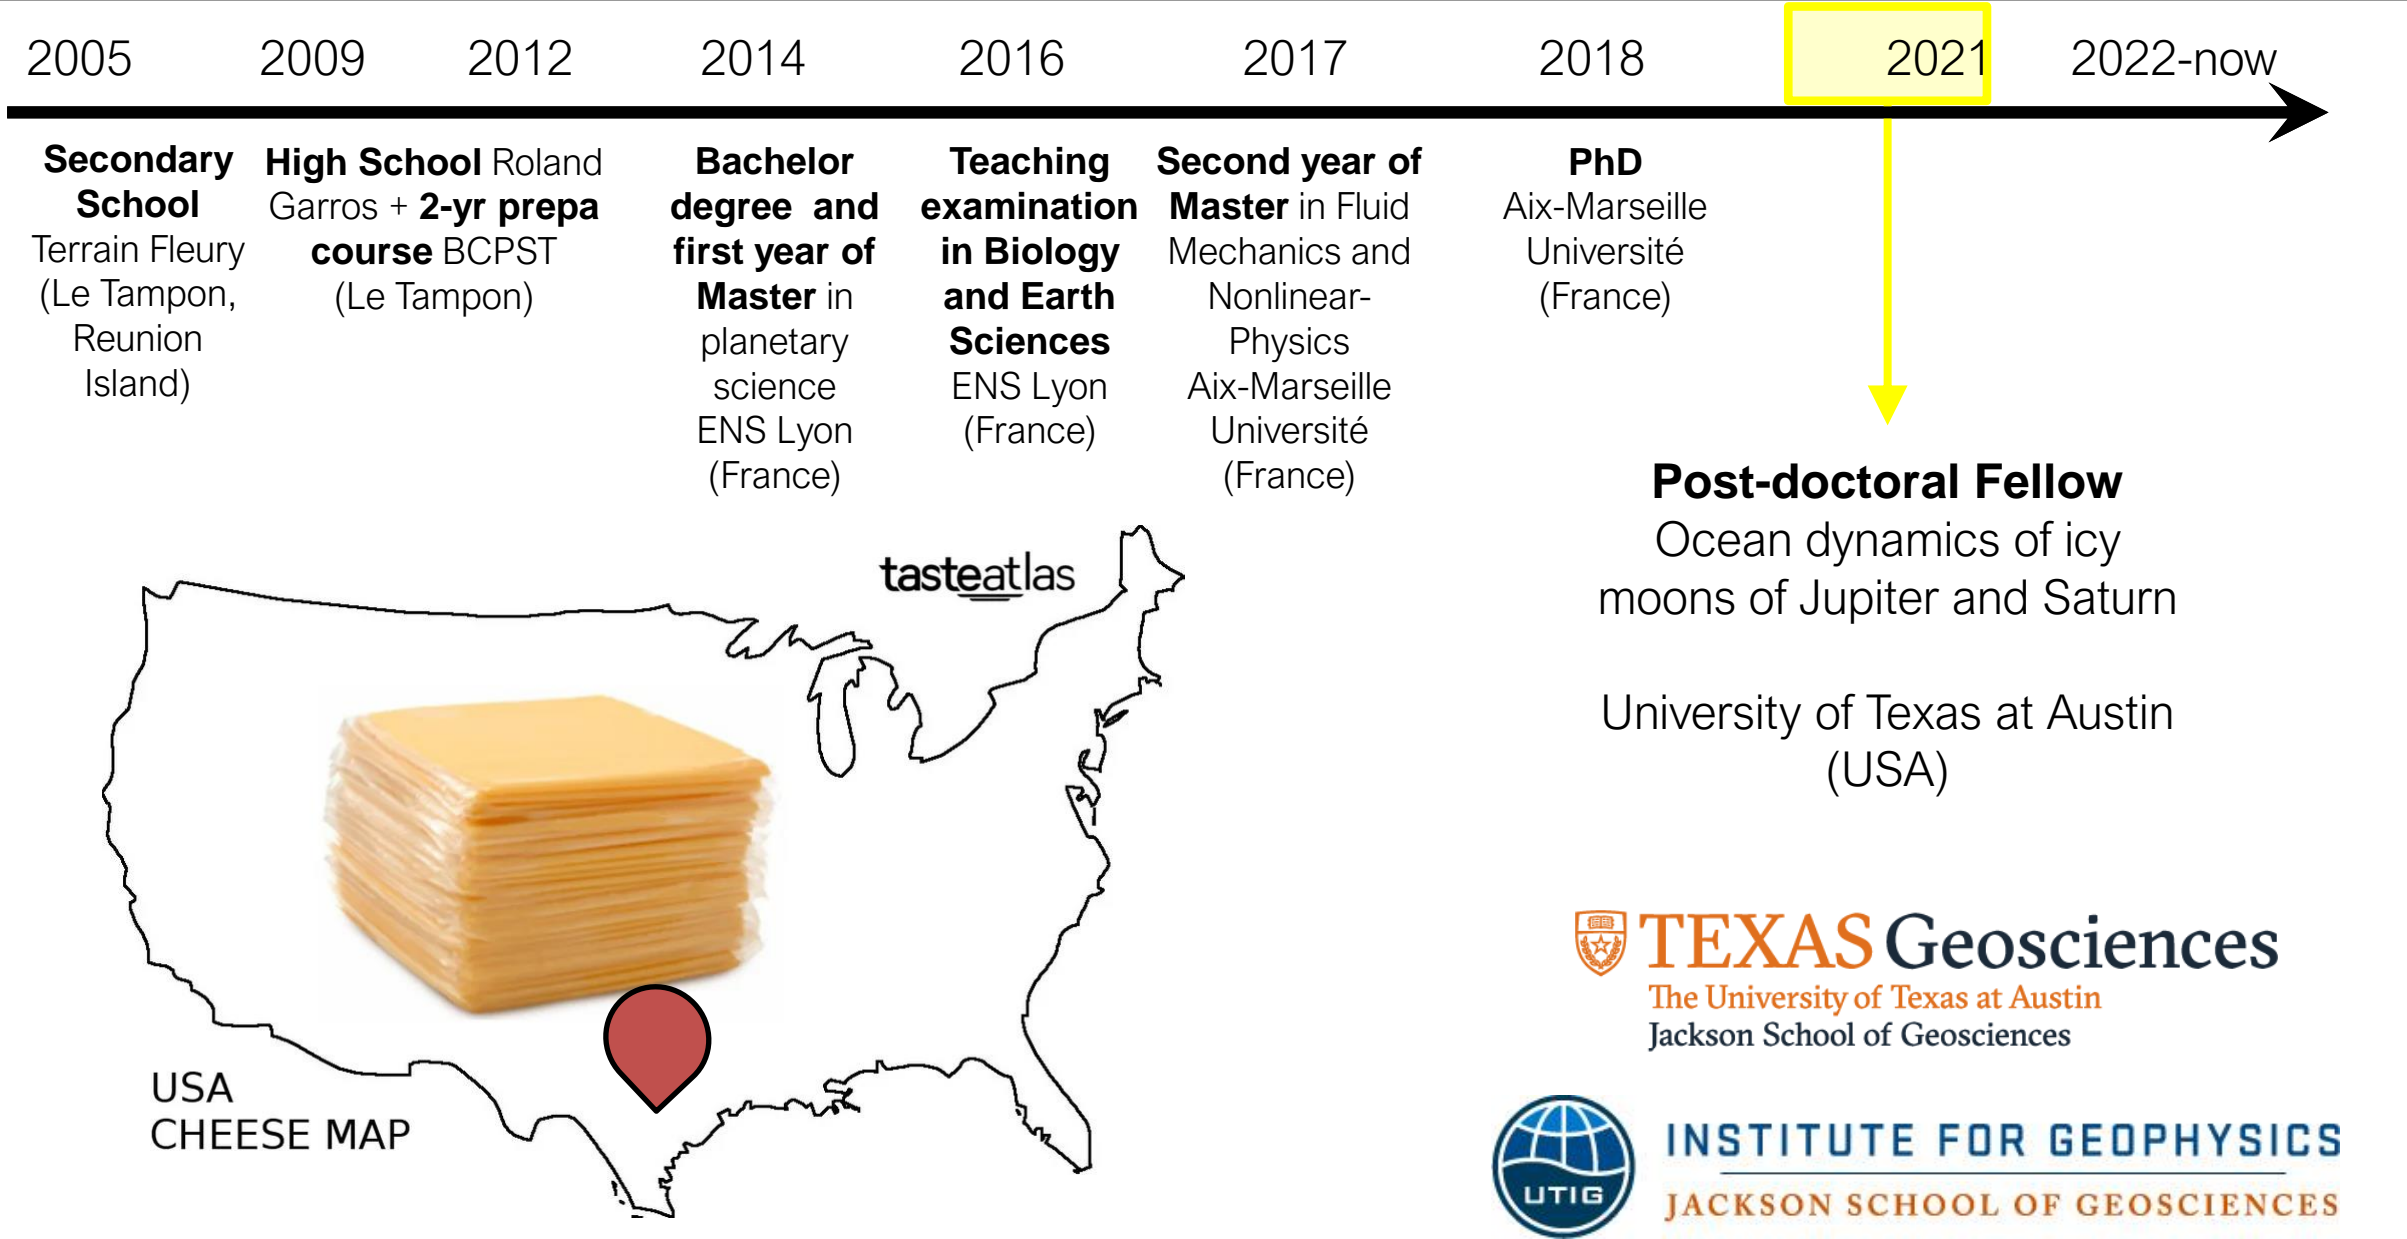 2005 2009 2012 2014 2016 2017 2018 2021 2022-now
Secondary
School
Terrain Fleury
(Le Tampon,
Reunion
Island)
High School Roland
Garros + 2-yr prepa
course BCPST
(Le Tampon)
Bachelor
degree and
first year of
Master in
planetary
science
ENS Lyon
(France)
Teaching
examination
in Biology
and Earth
Sciences
ENS Lyon
(France)
Second year of
Master in Fluid
Mechanics and
Nonlinear-
Physics
Aix-Marseille
Université
(France)
PhD
Aix-Marseille
Université
(France)
Post-doctoral Fellow
Ocean dynamics of icy
moons of Jupiter and Saturn
University of Texas at Austin
(USA)
tasteatlas
USA
CHEESE MAP
TEXAS Geosciences
The University of Texas at Austin
Jackson School of Geosciences
UTIG
INSTITUTE FOR GEOPHYSICS
JACKSON SCHOOL OF GEOSCIENCES